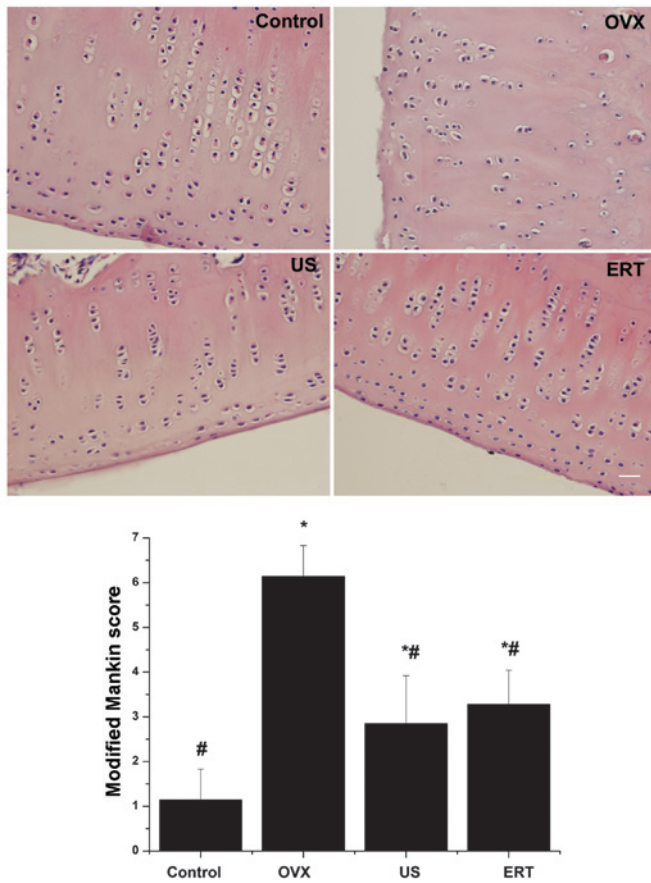 Control
OVX
US
ERT
Modified Mankin score
7
*
6
5
4
*#
*#
3
2
#
1
0
Control OVX US ERT